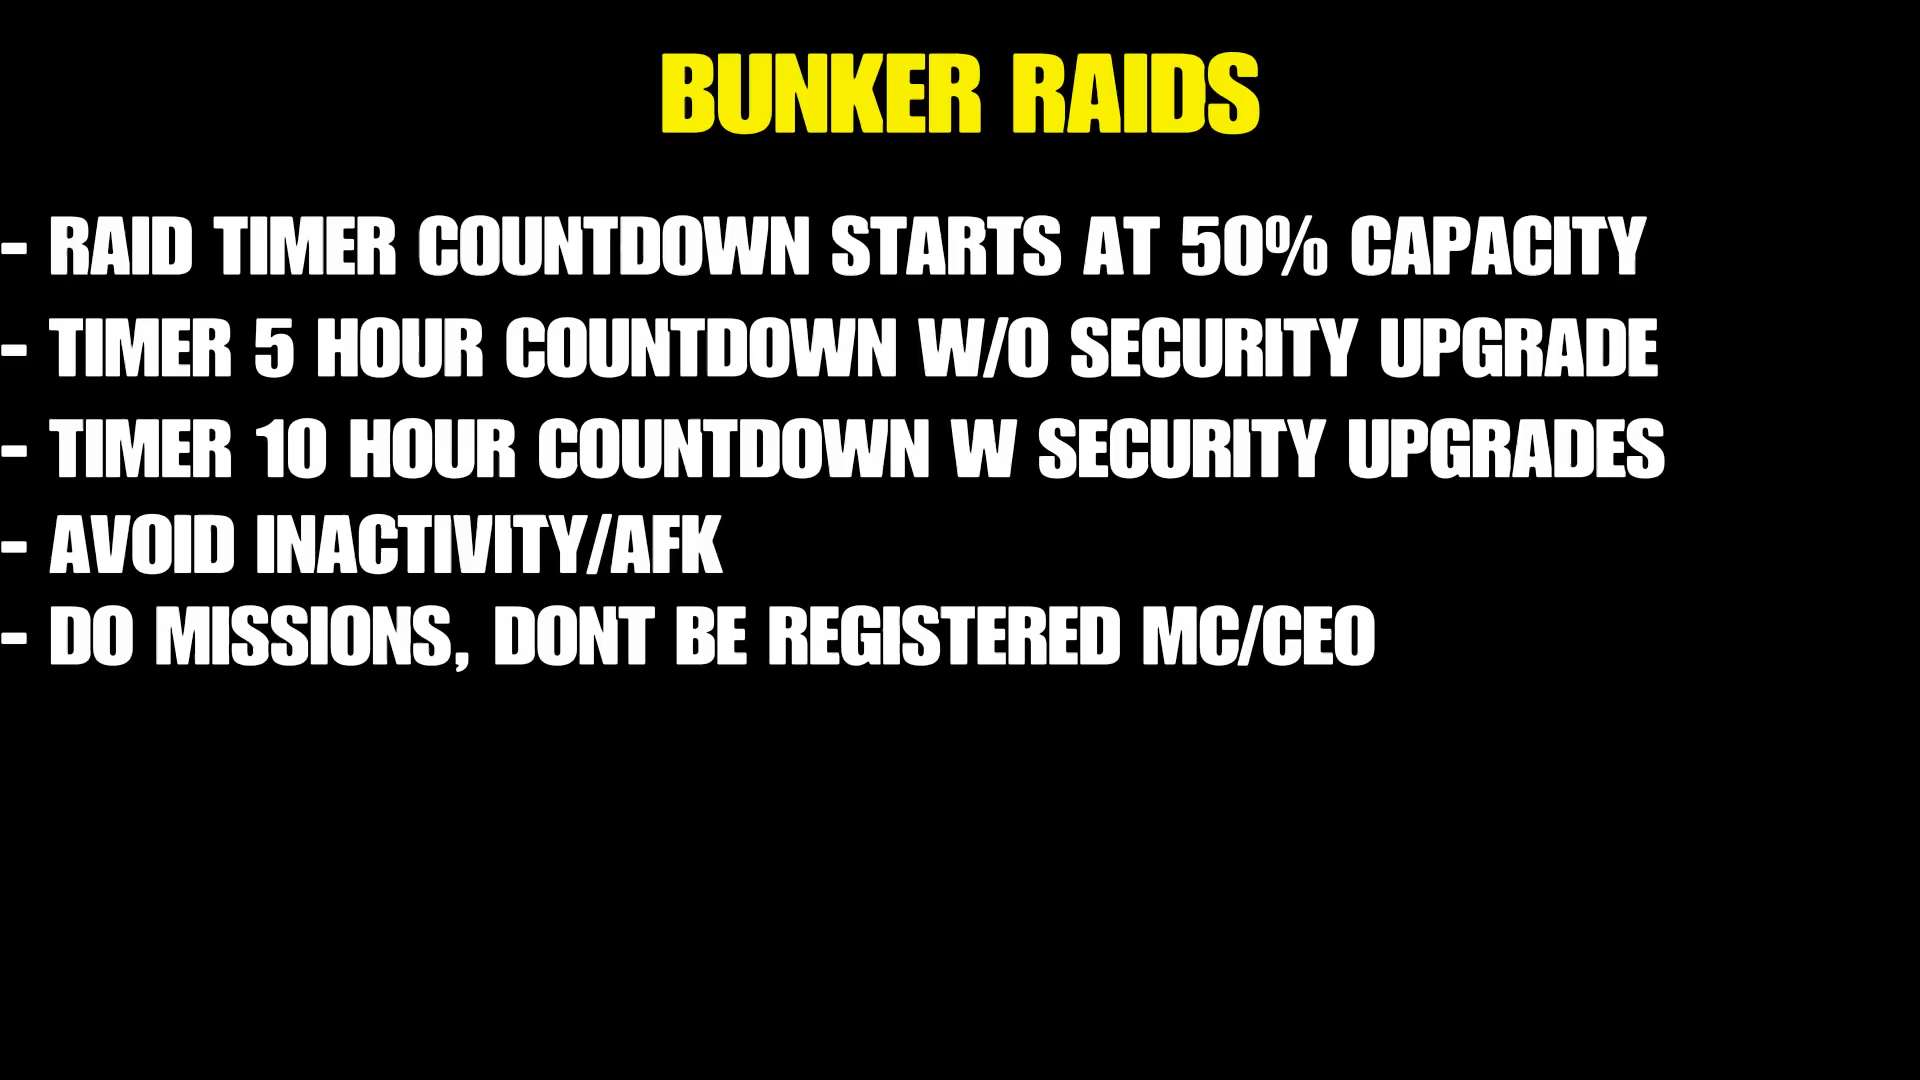 BUNKER RAIDS
- RAID TIMER COUNTDOWN STARTS AT 50% CAPACITY
- TIMER 5 HOUR COUNTDOWN W/O SECURITY UPGRADE
- TIMER 10 HOUR COUNTDOWN W SECURITY UPGRADES
- AVOID INACTIVITY/AFK
- DO MISSIONS, DONT BE REGISTERED MC/CEO